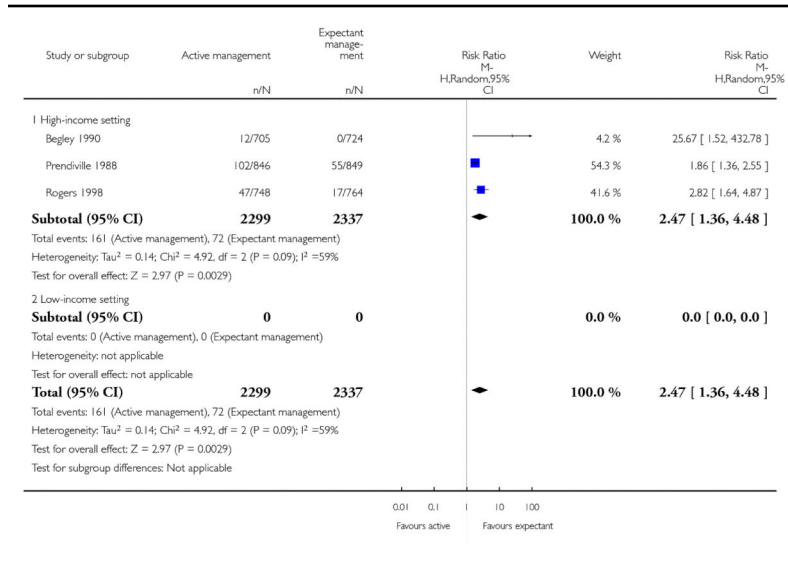 Study or subgroup Active management Expectant manage- ment Risk Ratio M- H,Random,95% CI Weight Risk Ratio M- H,Random,95% CI
n/N n/N
1 High-income setting
Begley 1990 12/705 0/724 4.2 % 25.67 [ 1.52, 432.78 ]
Prendiville 1988 102/846 55/849 54.3 % 1.86 [ 1.36, 2.55 ]
Rogers 1998 47/748 17/764 41.6 % 2.82 [ 1.64, 4.87 ]
Subtotal (95% CI) 2299 2337 100.0 % 2.47 [ 1.36, 4.48 ]
Total events: 161 (Active management), 72 (Expectant management)
Heterogeneity: Tau² = 0.14; Chi² = 4.92, df = 2 (P = 0.09); I² =59%
Test for overall effect: Z = 2.97 (P = 0.0029)
2 Low-income setting
Subtotal (95% CI) 0 0 0.0 % 0.0 [ 0.0, 0.0 ]
Total events: 0 (Active management), 0 (Expectant management)
Heterogeneity: not applicable
Test for overall effect: not applicable
Total (95% CI) 2299 2337 100.0 % 2.47 [ 1.36, 4.48 ]
Total events: 161 (Active management), 72 (Expectant management)
Heterogeneity: Tau² = 0.14; Chi² = 4.92, df = 2 (P = 0.09); I² =59%
Test for overall effect: Z = 2.97 (P = 0.0029)
Test for subgroup differences: Not applicable
0.01 0.1 1 10 100
Favours active Favours expectant